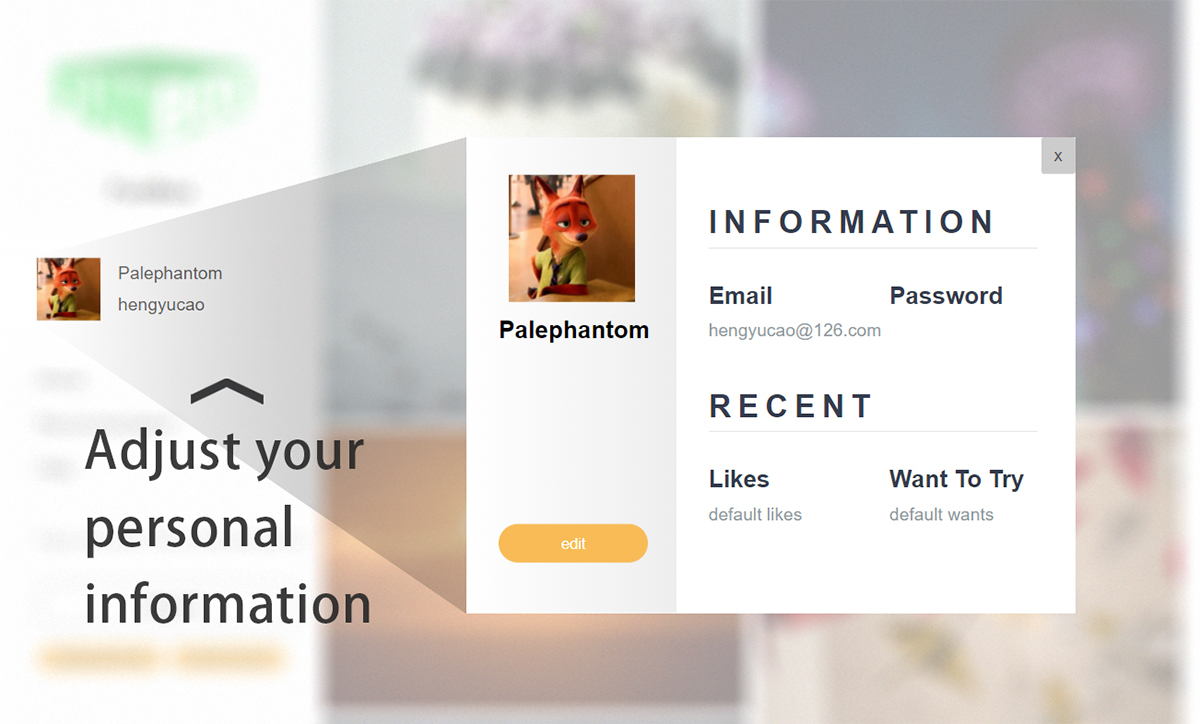 Palephantom
hengyucao
Adjust your
personal
information
Palephantom
edit
x
INFORMATION
Email Password
hengyucao@126.com
RECENT
Likes Want To Try
default likes default wants